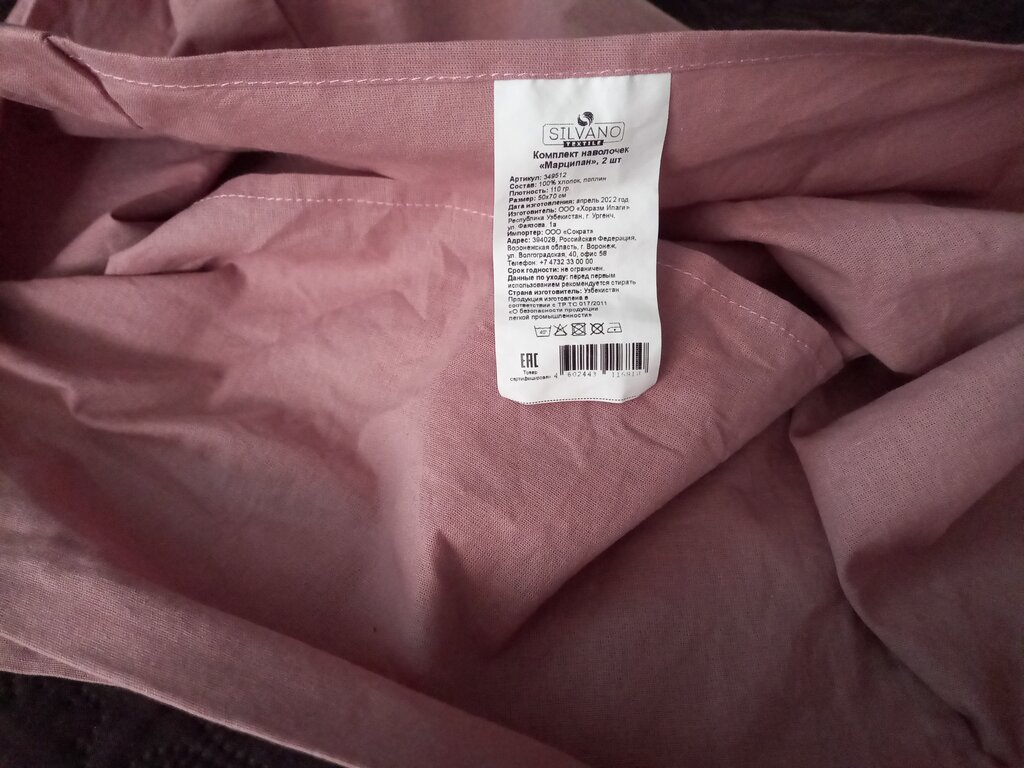 SILVANO
TEXTILE
Комплект наволочек
«Марципан», 2 шт
Артикул: 349512
Состав: 100% хлопок, поплин
Плотность: 110 гр.
Размер: 50х70 см
Дата изготовления: апрель 2022 год
Изготовитель: ООО «Хоразм Ипаги»
Республика Узбекистан, г. Ургенч,
ул. Фаязова, 1а
Импортер: ООО «Сократ»
Адрес: 394028, Российская Федерация,
Воронежская область, г. Воронеж,
ул. Волгоградская, 40, офис 58
Телефон: +7 4732 33 00 00
Срок годности: не ограничен.
Данные по уходу: перед первым
использованием рекомендуется стирать
Страна изготовитель: Узбекистан
Продукция изготовлена в
соответствии с ТР ТС 017/2011
«О безопасности продукции
легкой промышленности»
40°
EAC
Товар
сертифицирован
4 602443